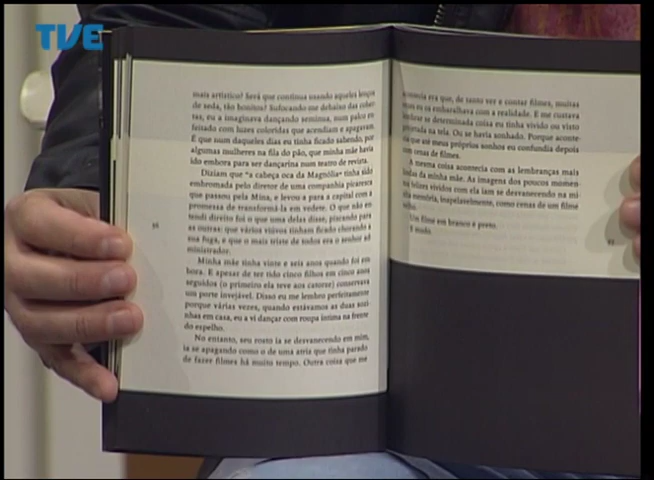 TVE
mais artístico? Será que continua usando aqueles lenços
de seda, tão bonitos? Sufocando me debaixo das cober-
tas, eu a imaginava dançando seminua, num palco en-
feitado com luzes coloridas que acendiam e apagavam.
É que num daqueles dias eu tinha ficado sabendo, por
algumas mulheres na fila do pão, que minha mãe havia
ido embora para ser dançarina num teatro de revista.
Diziam que "a cabeça oca da Magnólia" tinha sido
embromada pelo diretor de uma companhia picaresca
que passou pela Mina, e levou-a para a capital com a
promessa de transformá-la em vedete. O que não en-
tendi direito foi o que uma delas disse, piscando para
as outras: que vários viúvos tinham ficado chorando a
sua fuga, e que o mais triste de todos era o senhor ad-
ministrador.
Minha mãe tinha vinte e seis anos quando foi em-
bora. E apesar de ter tido cinco filhos em cinco anos
seguidos (o primeiro ela teve aos catorze) conservava
um porte invejável. Disso eu me lembro perfeitamente
porque várias vezes, quando estávamos as duas sozi-
nhas em casa, eu a vi dançar com roupa íntima na frente
do espelho.
No entanto, seu rosto ia se desvanecendo em mim,
ia se apagando como o de uma atriz que tinha parado
de fazer filmes há muito tempo. Outra coisa que me
era que, de tanto ver e contar filmes, muitas
vezes eu os embaralhava com a realidade. E me custava
lembrar se determinada coisa eu tinha vivido ou visto
projetada na tela. Ou se havia sonhado. Porque aconte-
cia que até meus próprios sonhos eu confundia depois
com cenas de filmes.
A mesma coisa acontecia com as lembranças mais
lindas da minha mãe. As imagens dos poucos momen-
tos felizes vividos com ela iam se desvanecendo na mi-
nha memória, inapelavelmente, como cenas de um filme
velho.
Um filme em branco e preto.
E mudo.